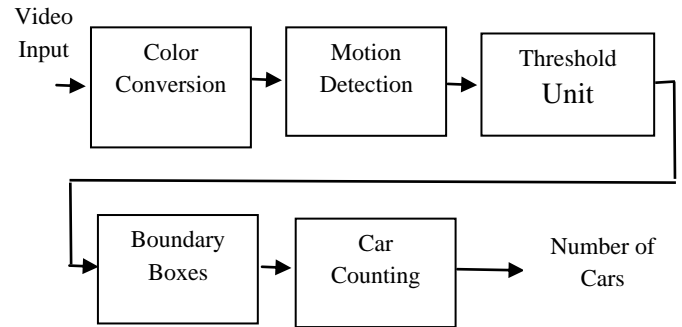 Video
Input
Color
Conversion
Motion
Detection
Threshold
Unit
Boundary
Boxes
Car
Counting
Number of
Cars